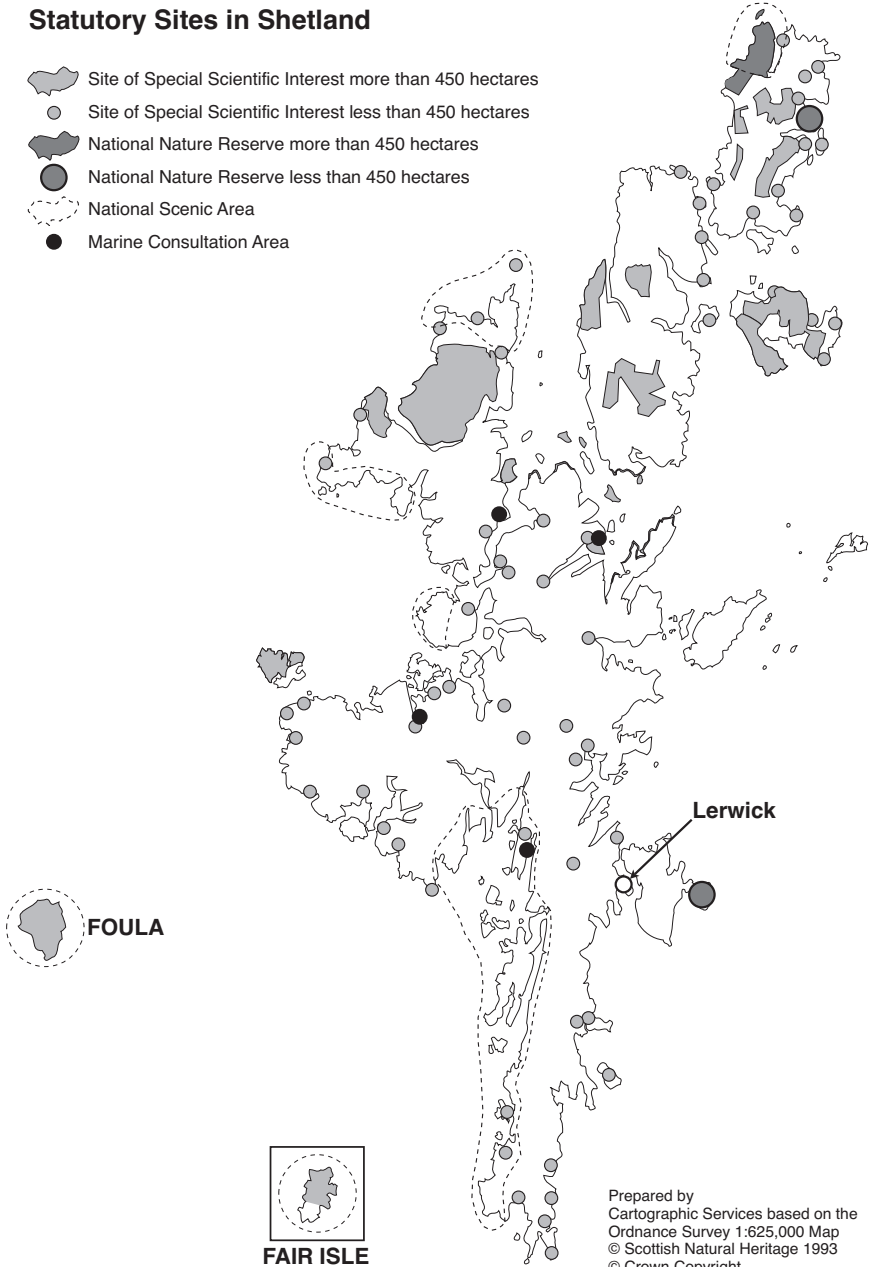 Statutory Sites in Shetland
Site of Special Scientific Interest more than 450 hectares
Site of Special Scientific Interest less than 450 hectares
National Nature Reserve more than 450 hectares
National Nature Reserve less than 450 hectares
National Scenic Area
Marine Consultation Area
Lerwick
FOULA
FAIR ISLE
Prepared by
Cartographic Services based on the
Ordnance Survey 1:625,000 Map
© Scottish Natural Heritage 1993
© Crown Copyright